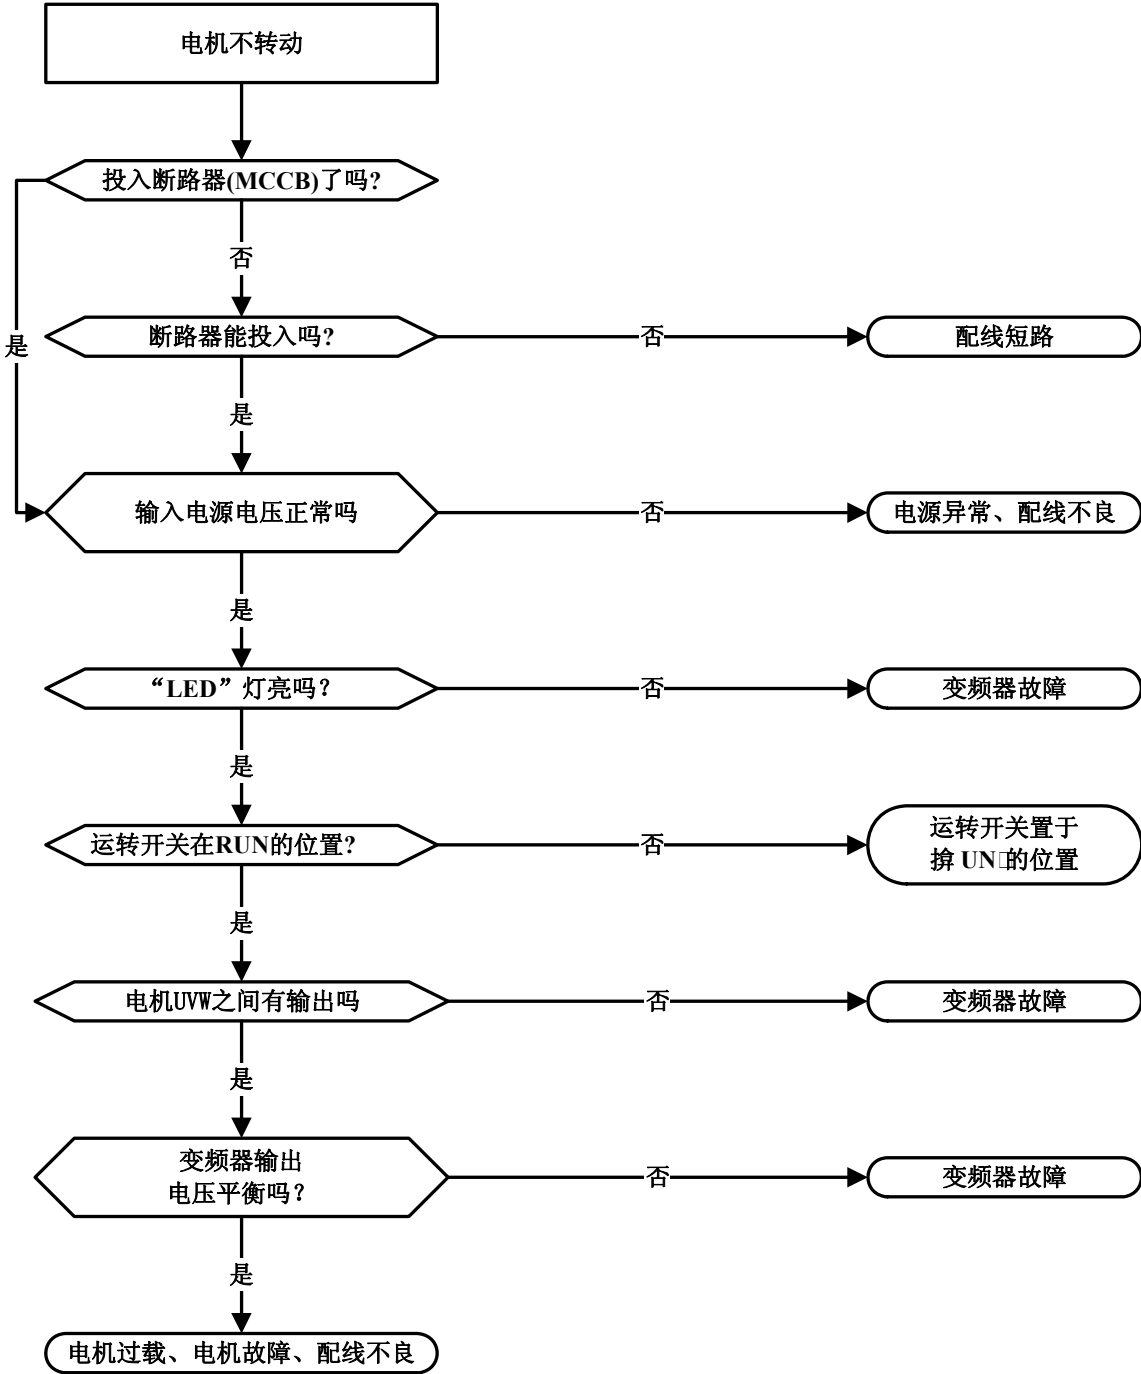 电机不转动
投入断路器(MCCB)了吗?
否
断路器能投入吗?
否
配线短路
是
是
输入电源电压正常吗
否
电源异常、配线不良
是
“LED”灯亮吗?
否
变频器故障
是
运转开关在RUN的位置?
否
运转开关置于
揜 UN□的位置
是
电机UVW之间有输出吗
否
变频器故障
是
变频器输出
电压平衡吗?
否
变频器故障
是
电机过载、电机故障、配线不良